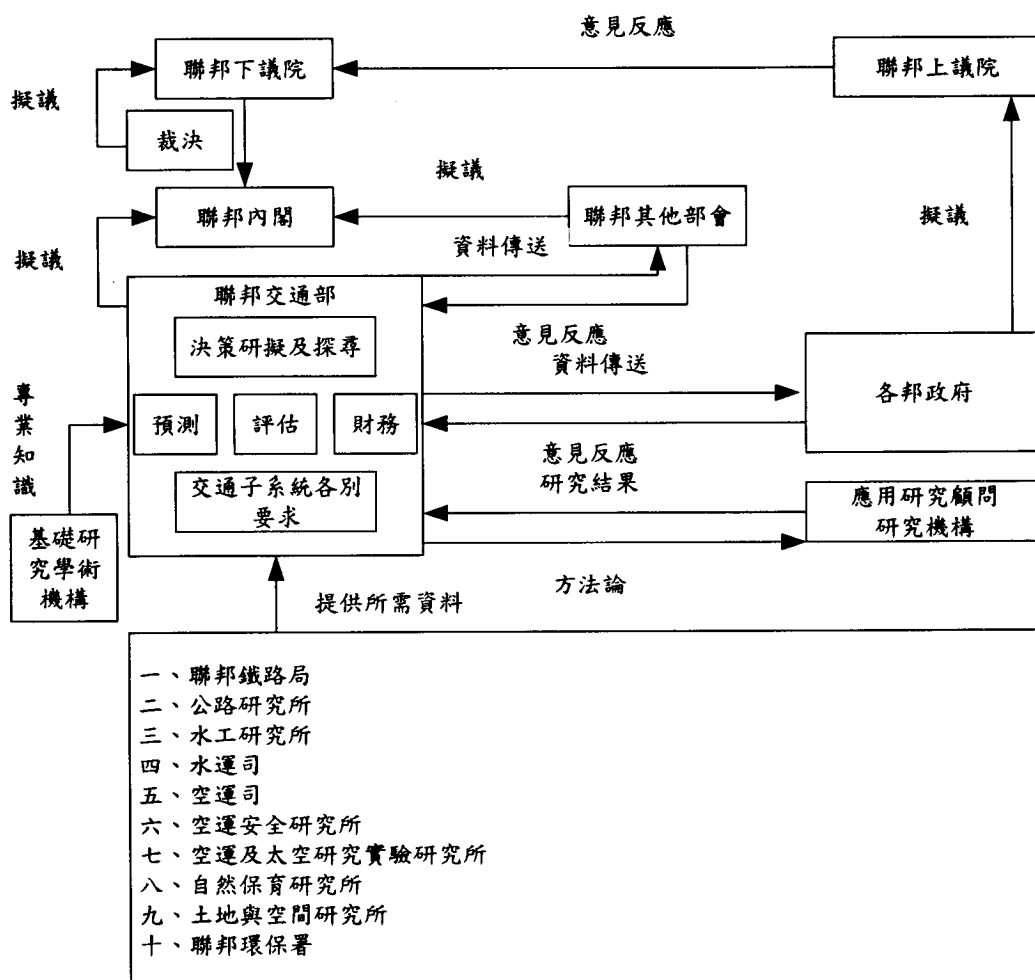 意見反應
聯邦下議院
聯邦上議院
擬議
裁決
擬議
聯邦內閣
聯邦其他部會
擬議
擬議
資料傳送
聯邦交通部
決策研擬及探尋
意見反應
資料傳送
各邦政府
專業知識
預測
評估
財務
意見反應
研究結果
交通子系統各別
要求
應用研究顧問
研究機構
基礎研
究學術
機構
方法論
提供所需資料
一、聯邦鐵路局
二、公路研究所
三、水工研究所
四、水運司
五、空運司
六、空運安全研究所
七、空運及太空研究實驗研究所
八、自然保育研究所
九、土地與空間研究所
十、聯邦環保署